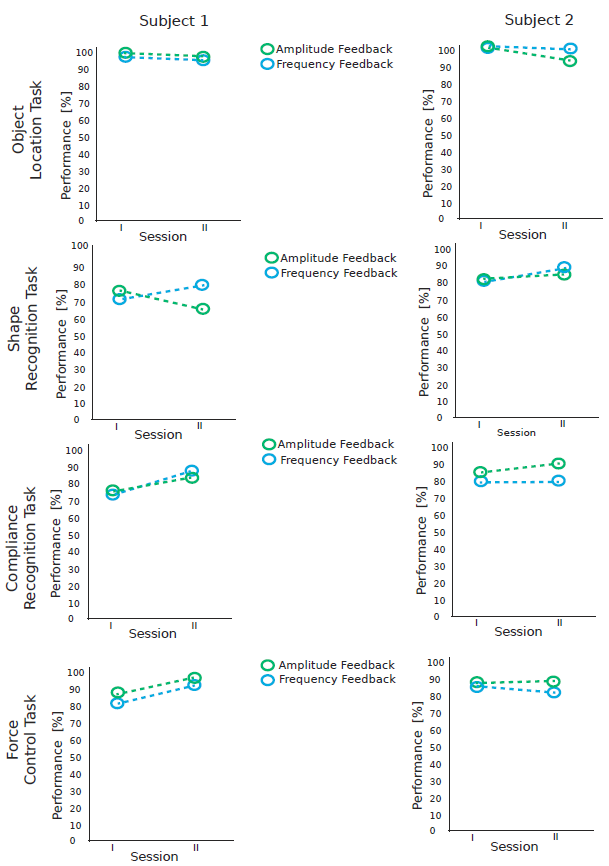 Subject 1
Subject 2
Object
Location Task
Performance [%]
100
90
80
70
60
50
40
30
20
10
0
I
II
Session
Amplitude Feedback
Frequency Feedback
Performance [%]
100
90
80
70
60
50
40
30
20
10
0
I
II
Session
Shape
Recognition Task
Performance [%]
100
90
80
70
60
50
40
30
20
10
0
I
II
Session
Amplitude Feedback
Frequency Feedback
Performance [%]
100
90
80
70
60
50
40
30
20
10
0
I
II
Session
Compliance
Recognition Task
Performance [%]
100
90
80
70
60
50
40
30
20
10
0
I
II
Session
Amplitude Feedback
Frequency Feedback
Performance [%]
100
90
80
70
60
50
40
30
20
10
0
I
II
Session
Force
Control Task
Performance [%]
100
90
80
70
60
50
40
30
20
10
0
I
II
Session
Amplitude Feedback
Frequency Feedback
Performance [%]
100
90
80
70
60
50
40
30
20
10
0
I
II
Session